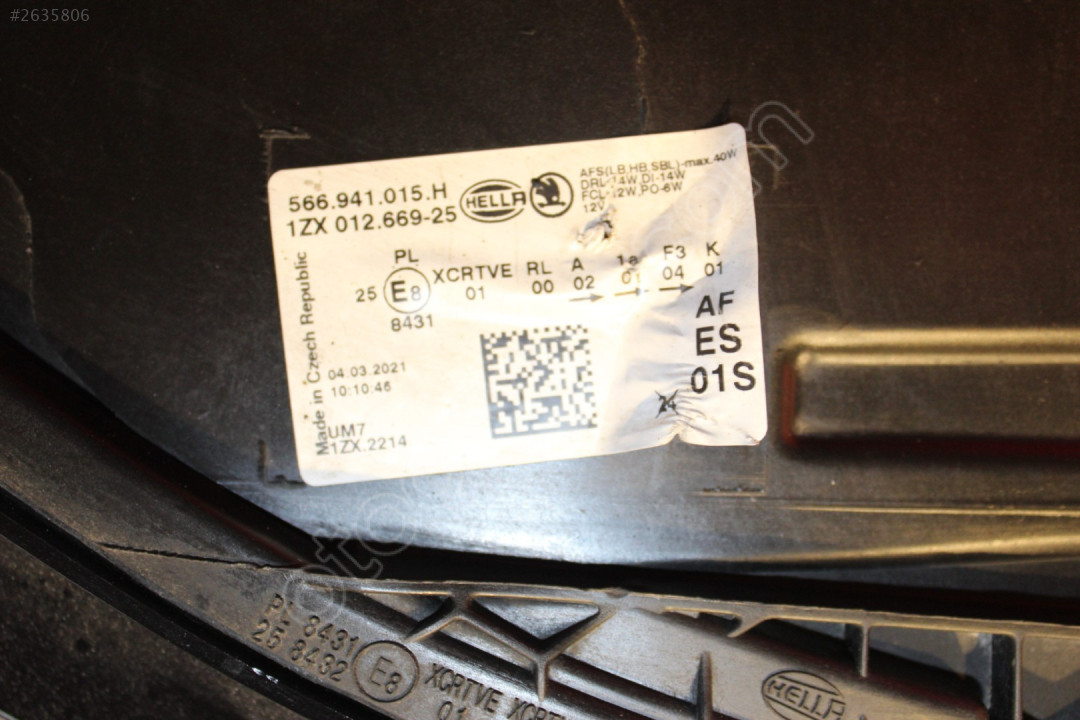 #2635806
566.941.015.H
1ZX 012.669-25
HELLA
AFS(LB,HB,SBL)-max.40W
DRL-14W,DI-14W
FCL-12W,PO-6W
12V
PL
25 E8 XCRTVE RL A 1a F3 K
8431 01 00 02 01 04 01
Made in Czech Republic
04.03.2021
10:10:46
UM7
1ZX.2214
AF
ES
01S
24
PL 8431
25 8432
E8
XCRTVE
01
HELLA